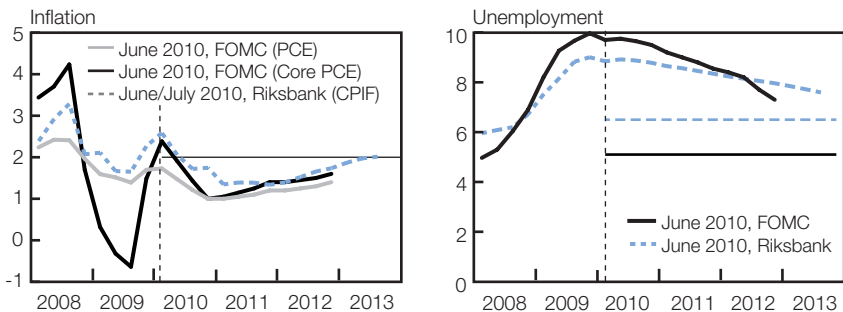 Inflation
5
4
3
2
1
0
-1
June 2010, FOMC (PCE)
June 2010, FOMC (Core PCE)
June/July 2010, Riksbank (CPIF)
2008 2009 2010 2011 2012 2013
Unemployment
10
8
6
4
2
0
June 2010, FOMC
June 2010, Riksbank
2008 2009 2010 2011 2012 2013